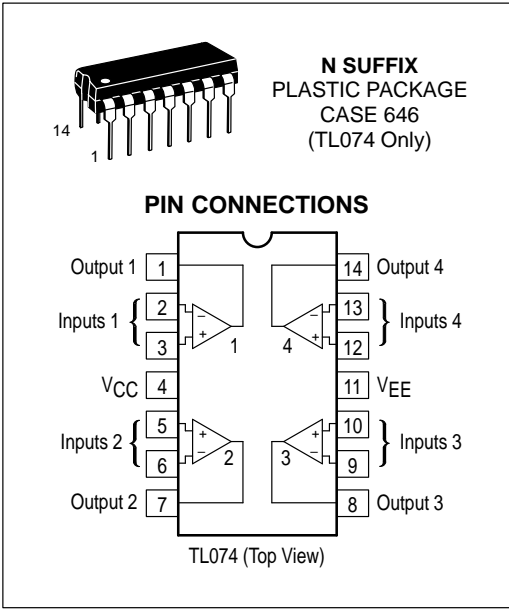 N SUFFIX
PLASTIC PACKAGE
CASE 646
(TL074 Only)
14
1
PIN CONNECTIONS
Output 1 1 14 Output 4
Inputs 1 { 2 − 13 } Inputs 4
3 + 1 4 + 12
−
VCC 4 11 VEE
Inputs 2 { 5 + 2 3 + 10 } Inputs 3
6 − − 9
Output 2 7 8 Output 3
TL074 (Top View)